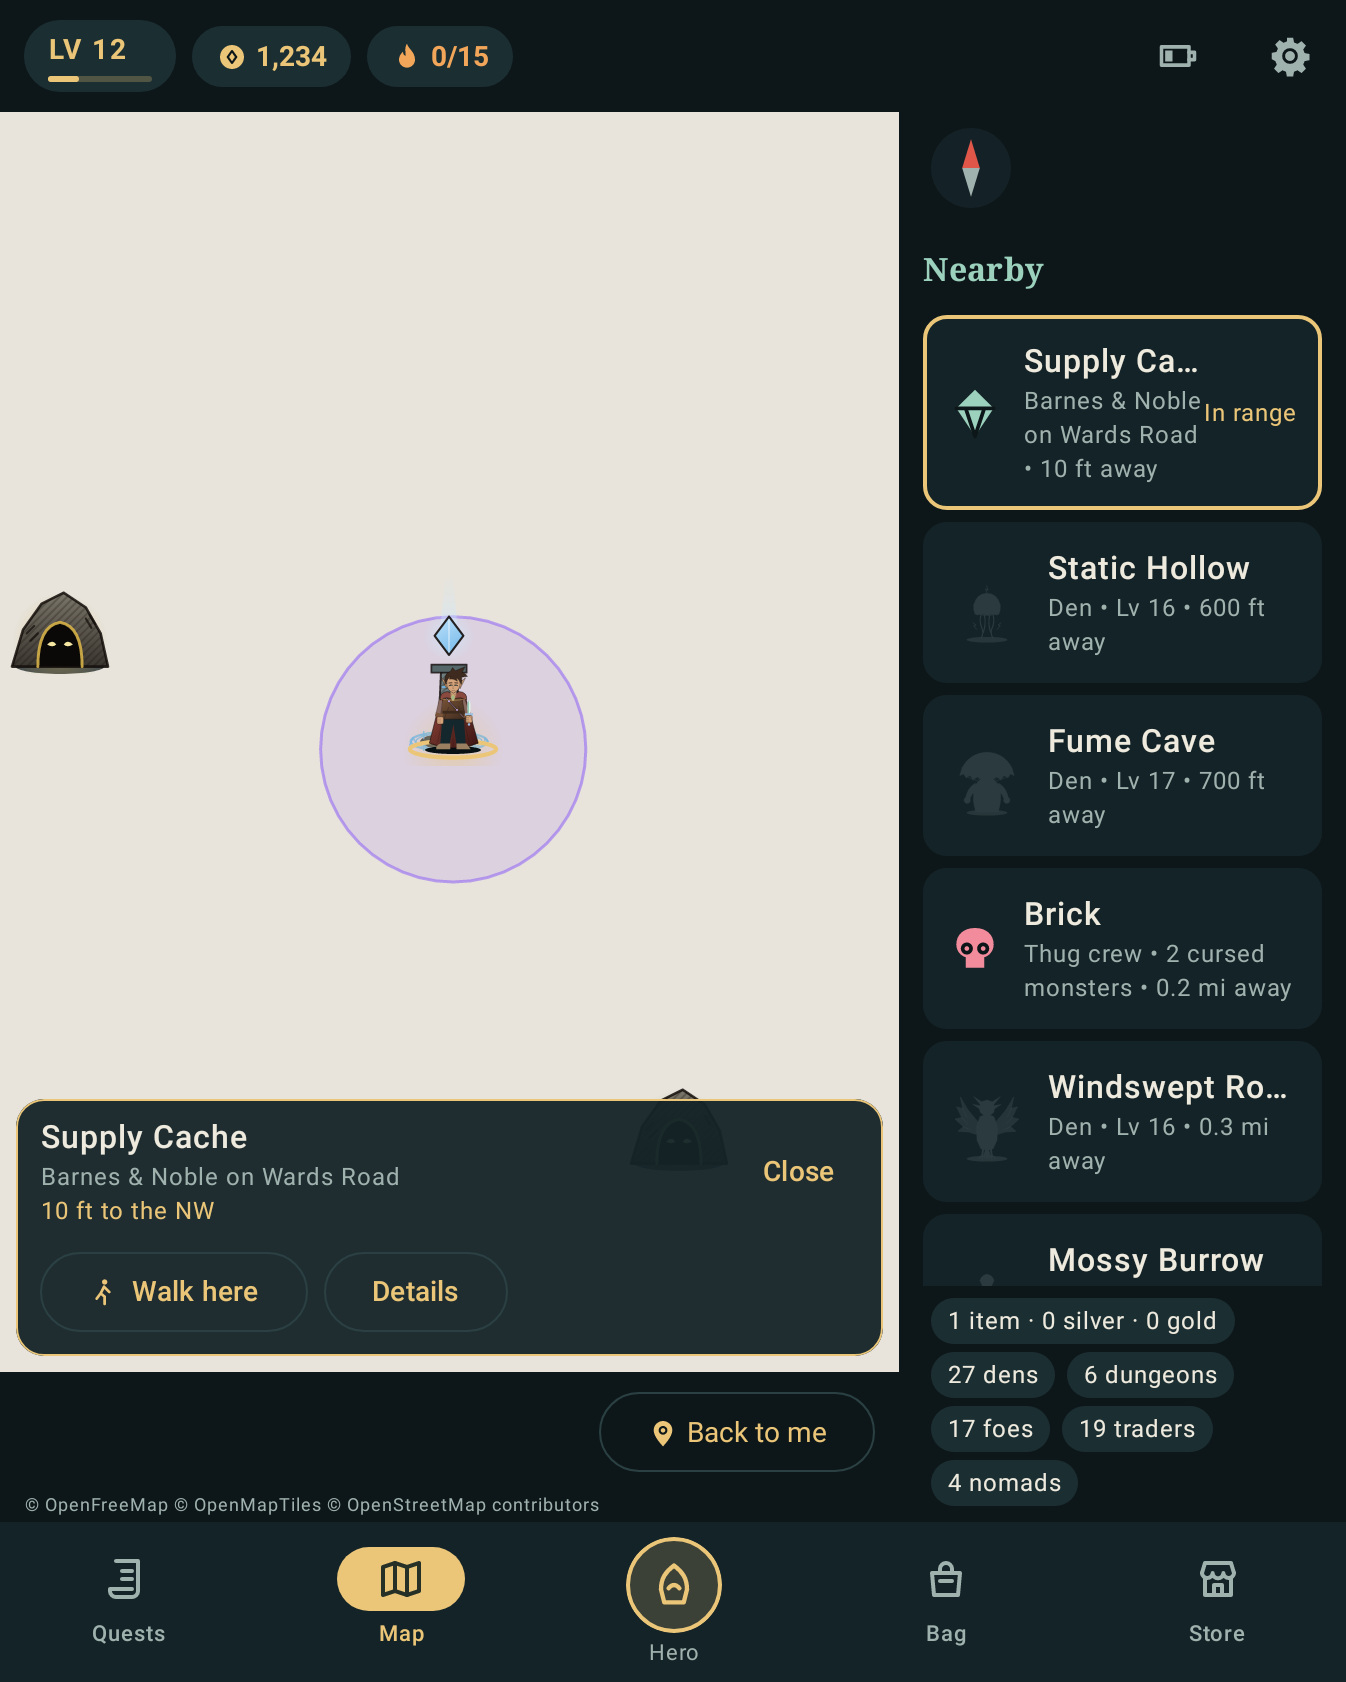 LV 12
1,234
0/15
Nearby
Supply Ca...
Barnes & Noble
on Wards Road
• 10 ft away
In range
Static Hollow
Den • Lv 16 • 600 ft
away
Fume Cave
Den • Lv 17 • 700 ft
away
Brick
Thug crew • 2 cursed
monsters • 0.2 mi away
Windswept Ro...
Den • Lv 16 • 0.3 mi
away
Mossy Burrow
1 item · 0 silver · 0 gold
27 dens
6 dungeons
17 foes
19 traders
4 nomads
Supply Cache
Barnes & Noble on Wards Road
10 ft to the NW
Close
Walk here
Details
Back to me
© OpenFreeMap © OpenMapTiles © OpenStreetMap contributors
Quests
Map
Hero
Bag
Store